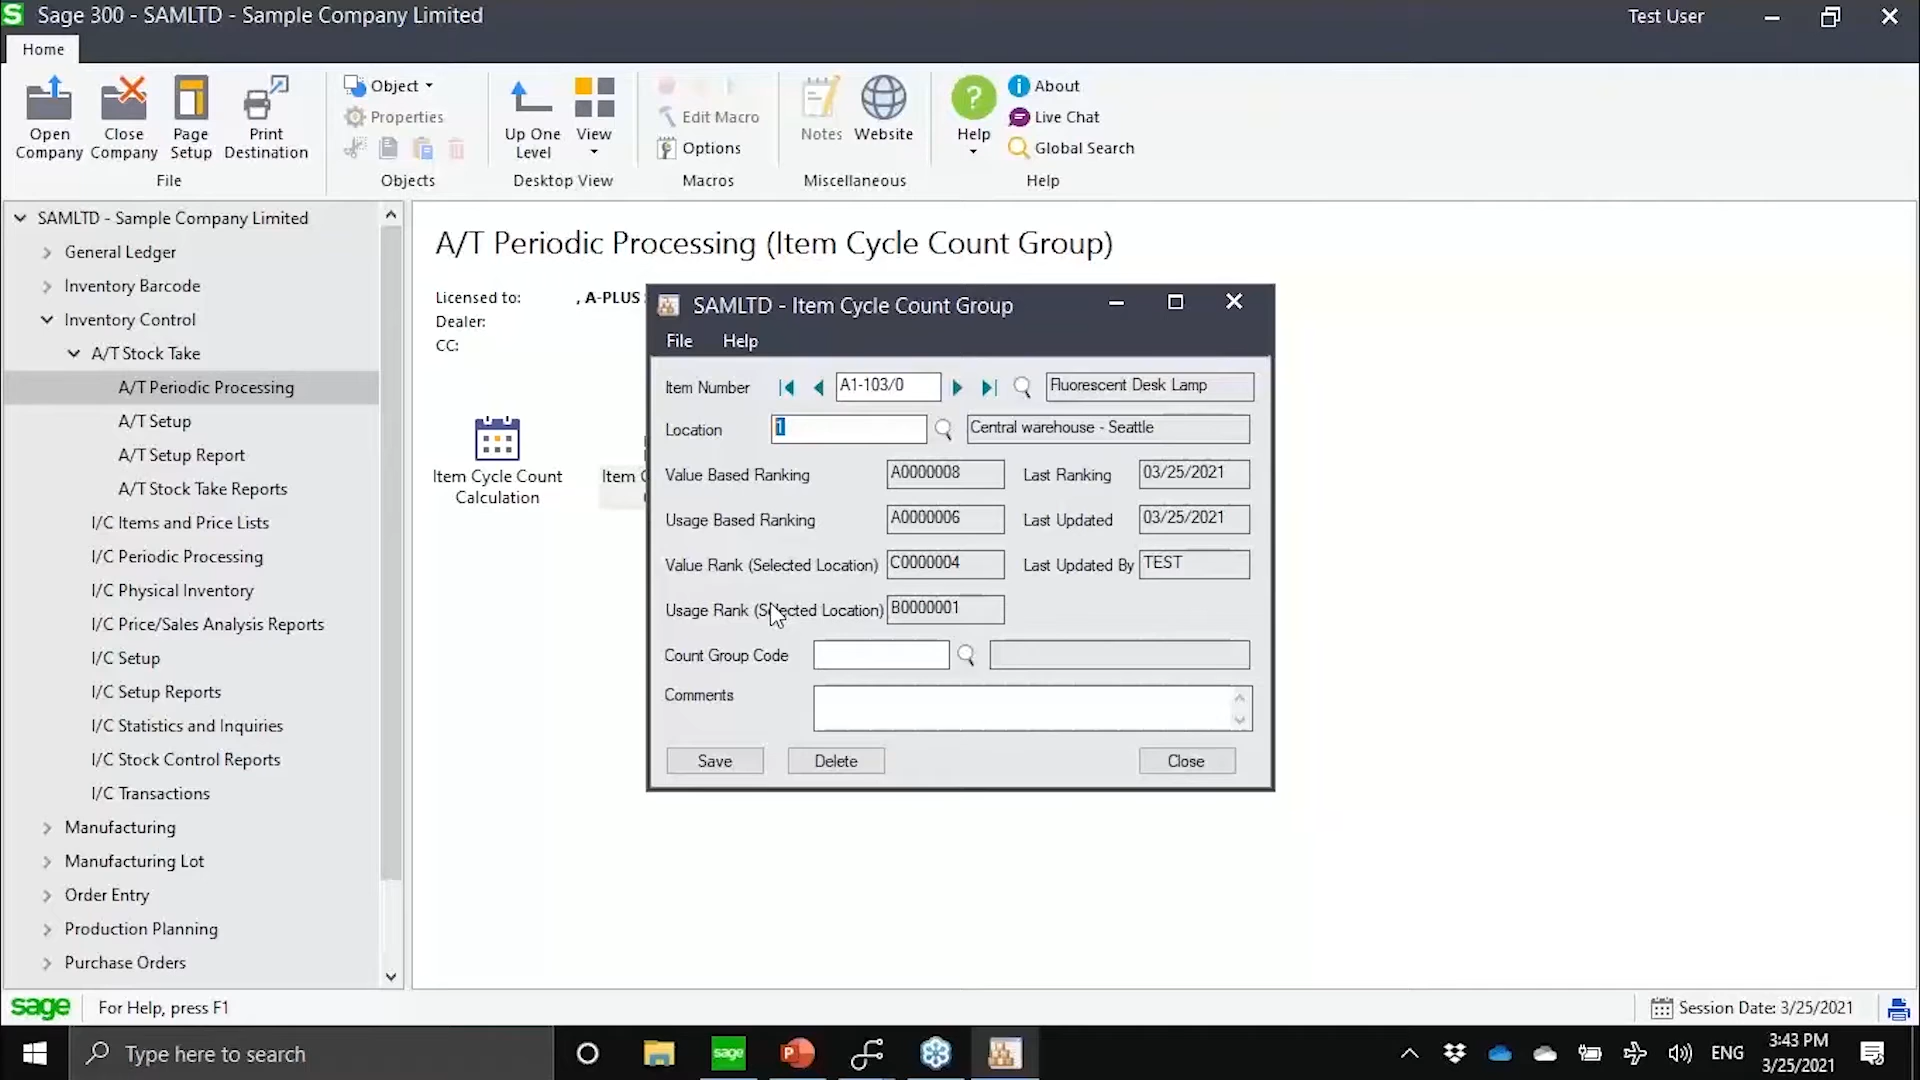 Sage 300 - SAMLTD - Sample Company Limited
Test User
Home
Open Company
Close Company
Page Setup
Print Destination
File
Object
Properties
Objects
Up One Level
View
Desktop View
Edit Macro
Options
Macros
Notes
Website
Miscellaneous
Help
About
Live Chat
Global Search
Help
SAMLTD - Sample Company Limited
General Ledger
Inventory Barcode
Inventory Control
A/T Stock Take
A/T Periodic Processing
A/T Setup
A/T Setup Report
A/T Stock Take Reports
I/C Items and Price Lists
I/C Periodic Processing
I/C Physical Inventory
I/C Price/Sales Analysis Reports
I/C Setup
I/C Setup Reports
I/C Statistics and Inquiries
I/C Stock Control Reports
I/C Transactions
Manufacturing
Manufacturing Lot
Order Entry
Production Planning
Purchase Orders
A/T Periodic Processing (Item Cycle Count Group)
Licensed to: , A-PLUS
Dealer:
CC:
Item Cycle Count
Calculation
Item
SAMLTD - Item Cycle Count Group
File Help
Item Number A1-103/0 Fluorescent Desk Lamp
Location 1 Central warehouse - Seattle
Value Based Ranking A0000008 Last Ranking 03/25/2021
Usage Based Ranking A0000006 Last Updated 03/25/2021
Value Rank (Selected Location) C0000004 Last Updated By TEST
Usage Rank (Selected Location) B0000001
Count Group Code
Comments
Save Delete Close
sage For Help, press F1
Session Date: 3/25/2021
Type here to search
sage
P
ENG
3:43 PM
3/25/2021